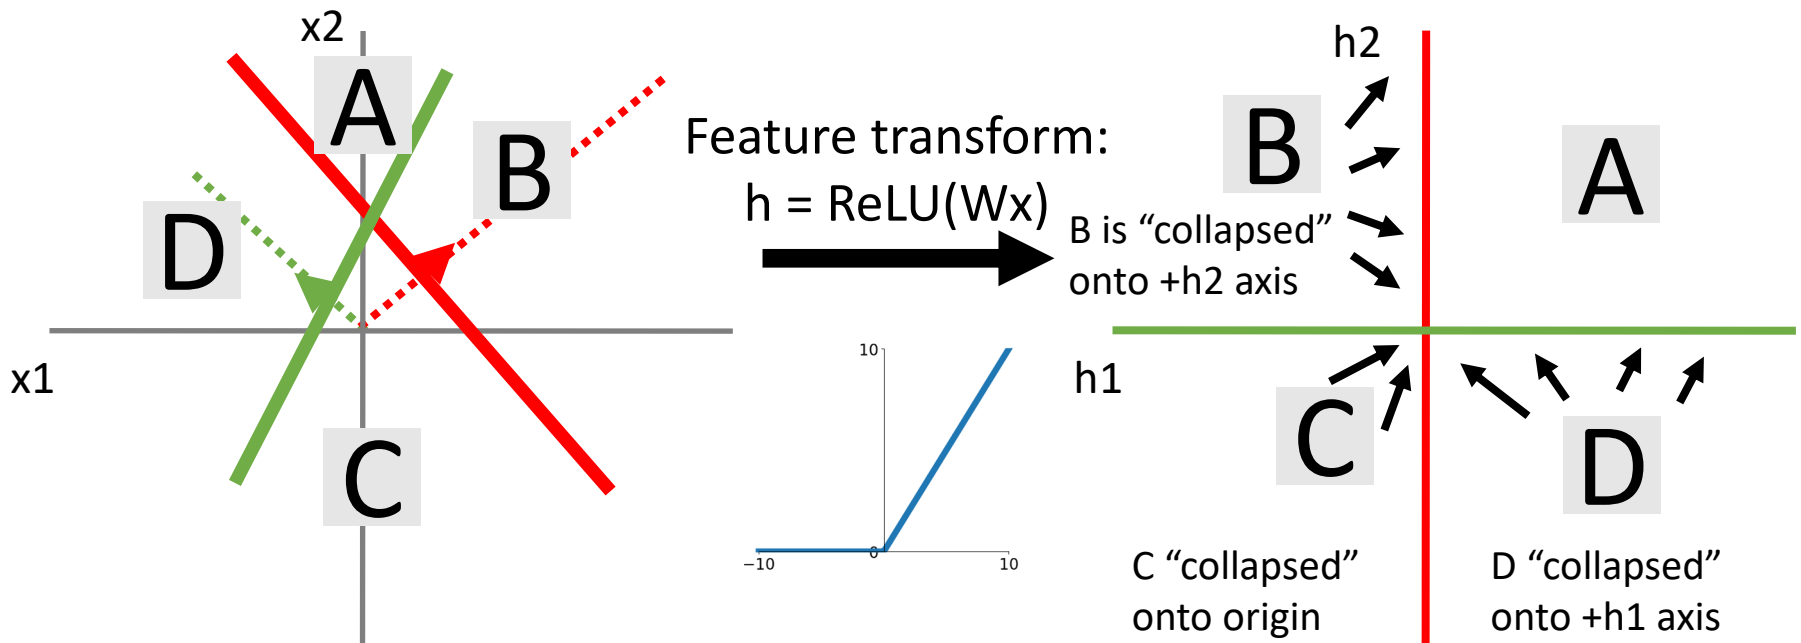 x2
A
B
D
x1
C
Feature transform:
h = ReLU(Wx)
10
0
−10
10
h2
B
A
B is “collapsed”
onto +h2 axis
h1
C
D
C “collapsed”
onto origin
D “collapsed”
onto +h1 axis